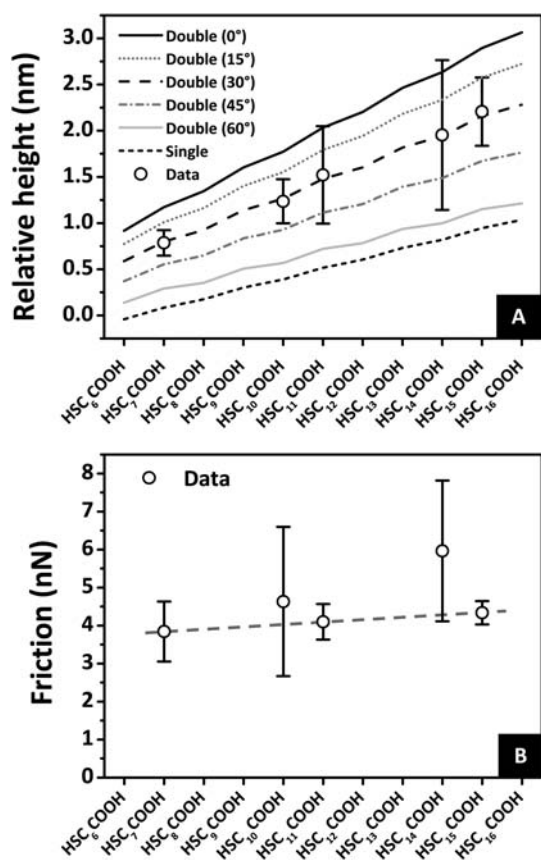 3.0
2.5
2.0
1.5
1.0
0.5
0.0
Relative height (nm)
Double (0°)
Double (15°)
Double (30°)
Double (45°)
Double (60°)
Single
Data
A
HSC₆COOH
HSC₇COOH
HSC₈COOH
HSC₉COOH
HSC₁₀COOH
HSC₁₁COOH
HSC₁₂COOH
HSC₁₃COOH
HSC₁₄COOH
HSC₁₅COOH
HSC₁₆COOH
8
7
6
5
4
3
2
1
0
Friction (nN)
Data
B
HSC₆COOH
HSC₇COOH
HSC₈COOH
HSC₉COOH
HSC₁₀COOH
HSC₁₁COOH
HSC₁₂COOH
HSC₁₃COOH
HSC₁₄COOH
HSC₁₅COOH
HSC₁₆COOH